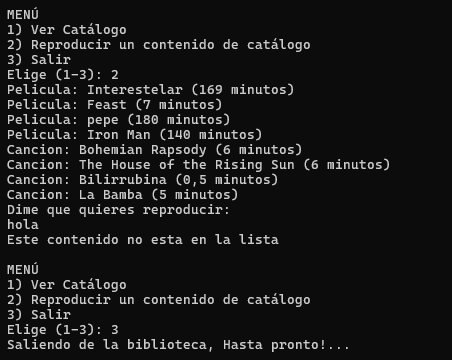 MENÚ
1) Ver Catálogo
2) Reproducir un contenido de catálogo
3) Salir
Elige (1-3): 2
Pelicula: Interestelar (169 minutos)
Pelicula: Feast (7 minutos)
Pelicula: pepe (180 minutos)
Pelicula: Iron Man (140 minutos)
Cancion: Bohemian Rapsody (6 minutos)
Cancion: The House of the Rising Sun (6 minutos)
Cancion: Bilirrubina (0,5 minutos)
Cancion: La Bamba (5 minutos)
Dime que quieres reproducir:
hola
Este contenido no esta en la lista
MENÚ
1) Ver Catálogo
2) Reproducir un contenido de catálogo
3) Salir
Elige (1-3): 3
Saliendo de la biblioteca, Hasta pronto!...